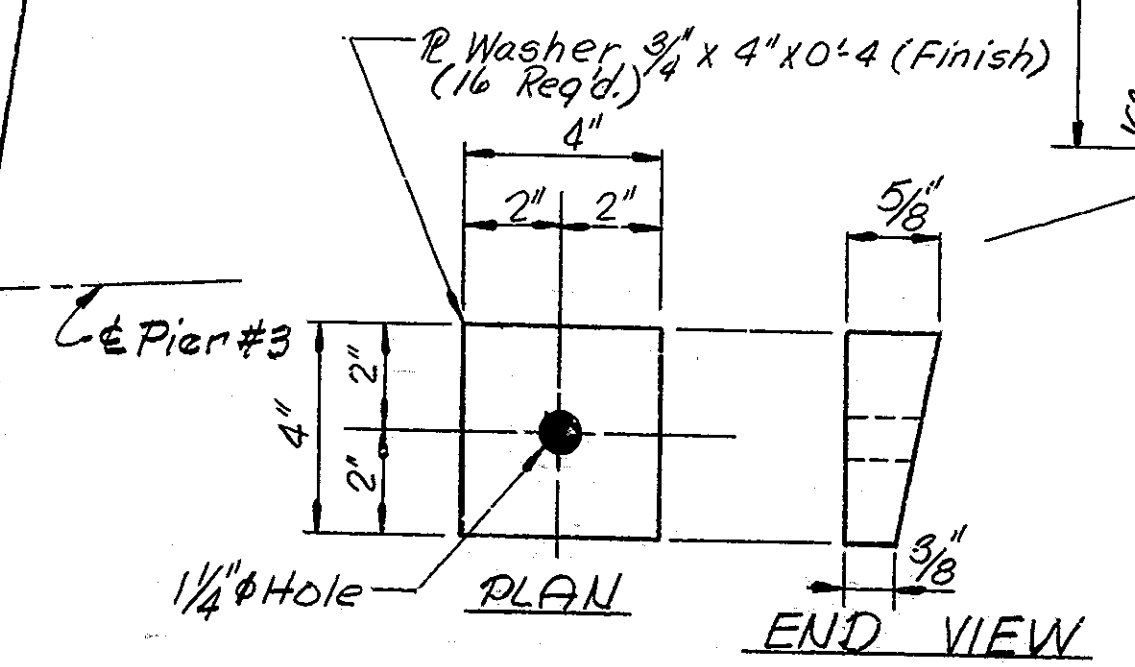 ℄ Washer 3/4" x 4" x 0'-4 (Finish)
(16 Req'd.)
4"
2" 2"
5/8"
℄ Pier #3
2"
4"
2"
1 1/4" φ Hole
3/8"
PLAN
END VIEW